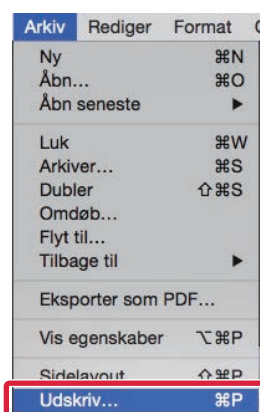 Arkiv Rediger Format
Ny ⌘N
Åbn... ⌘O
Åbn seneste ▶
Luk ⌘W
Arkiver... ⌘S
Dubler ⇧⌘S
Omdøb...
Flyt til...
Tilbage til ▶
Eksporter som PDF...
Vis egenskaber ⌥⌘P
Sidelayout ⇧⌘P
Udskriv... ⌘P